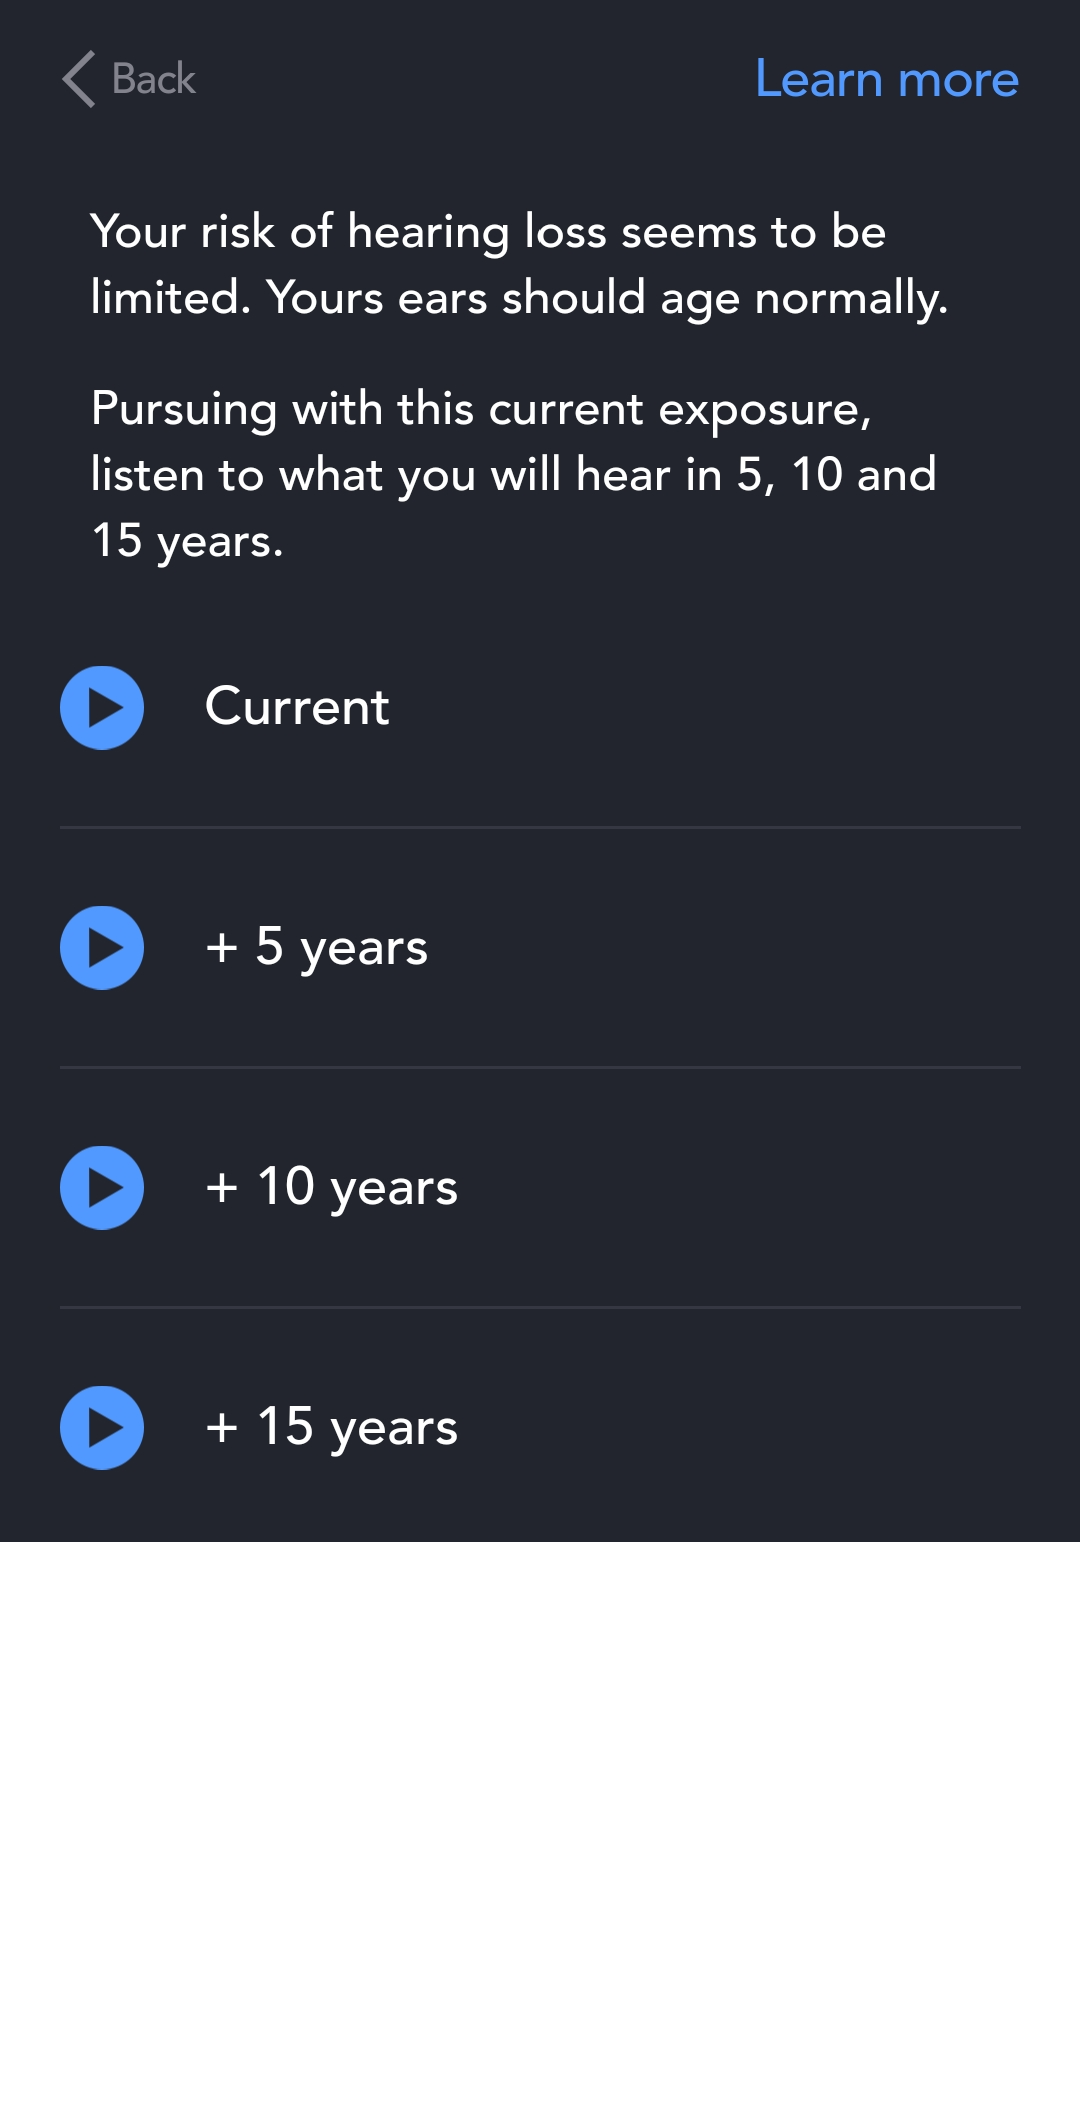 Back
Learn more
Your risk of hearing loss seems to be
limited. Yours ears should age normally.
Pursuing with this current exposure,
listen to what you will hear in 5, 10 and
15 years.
Current
+ 5 years
+ 10 years
+ 15 years